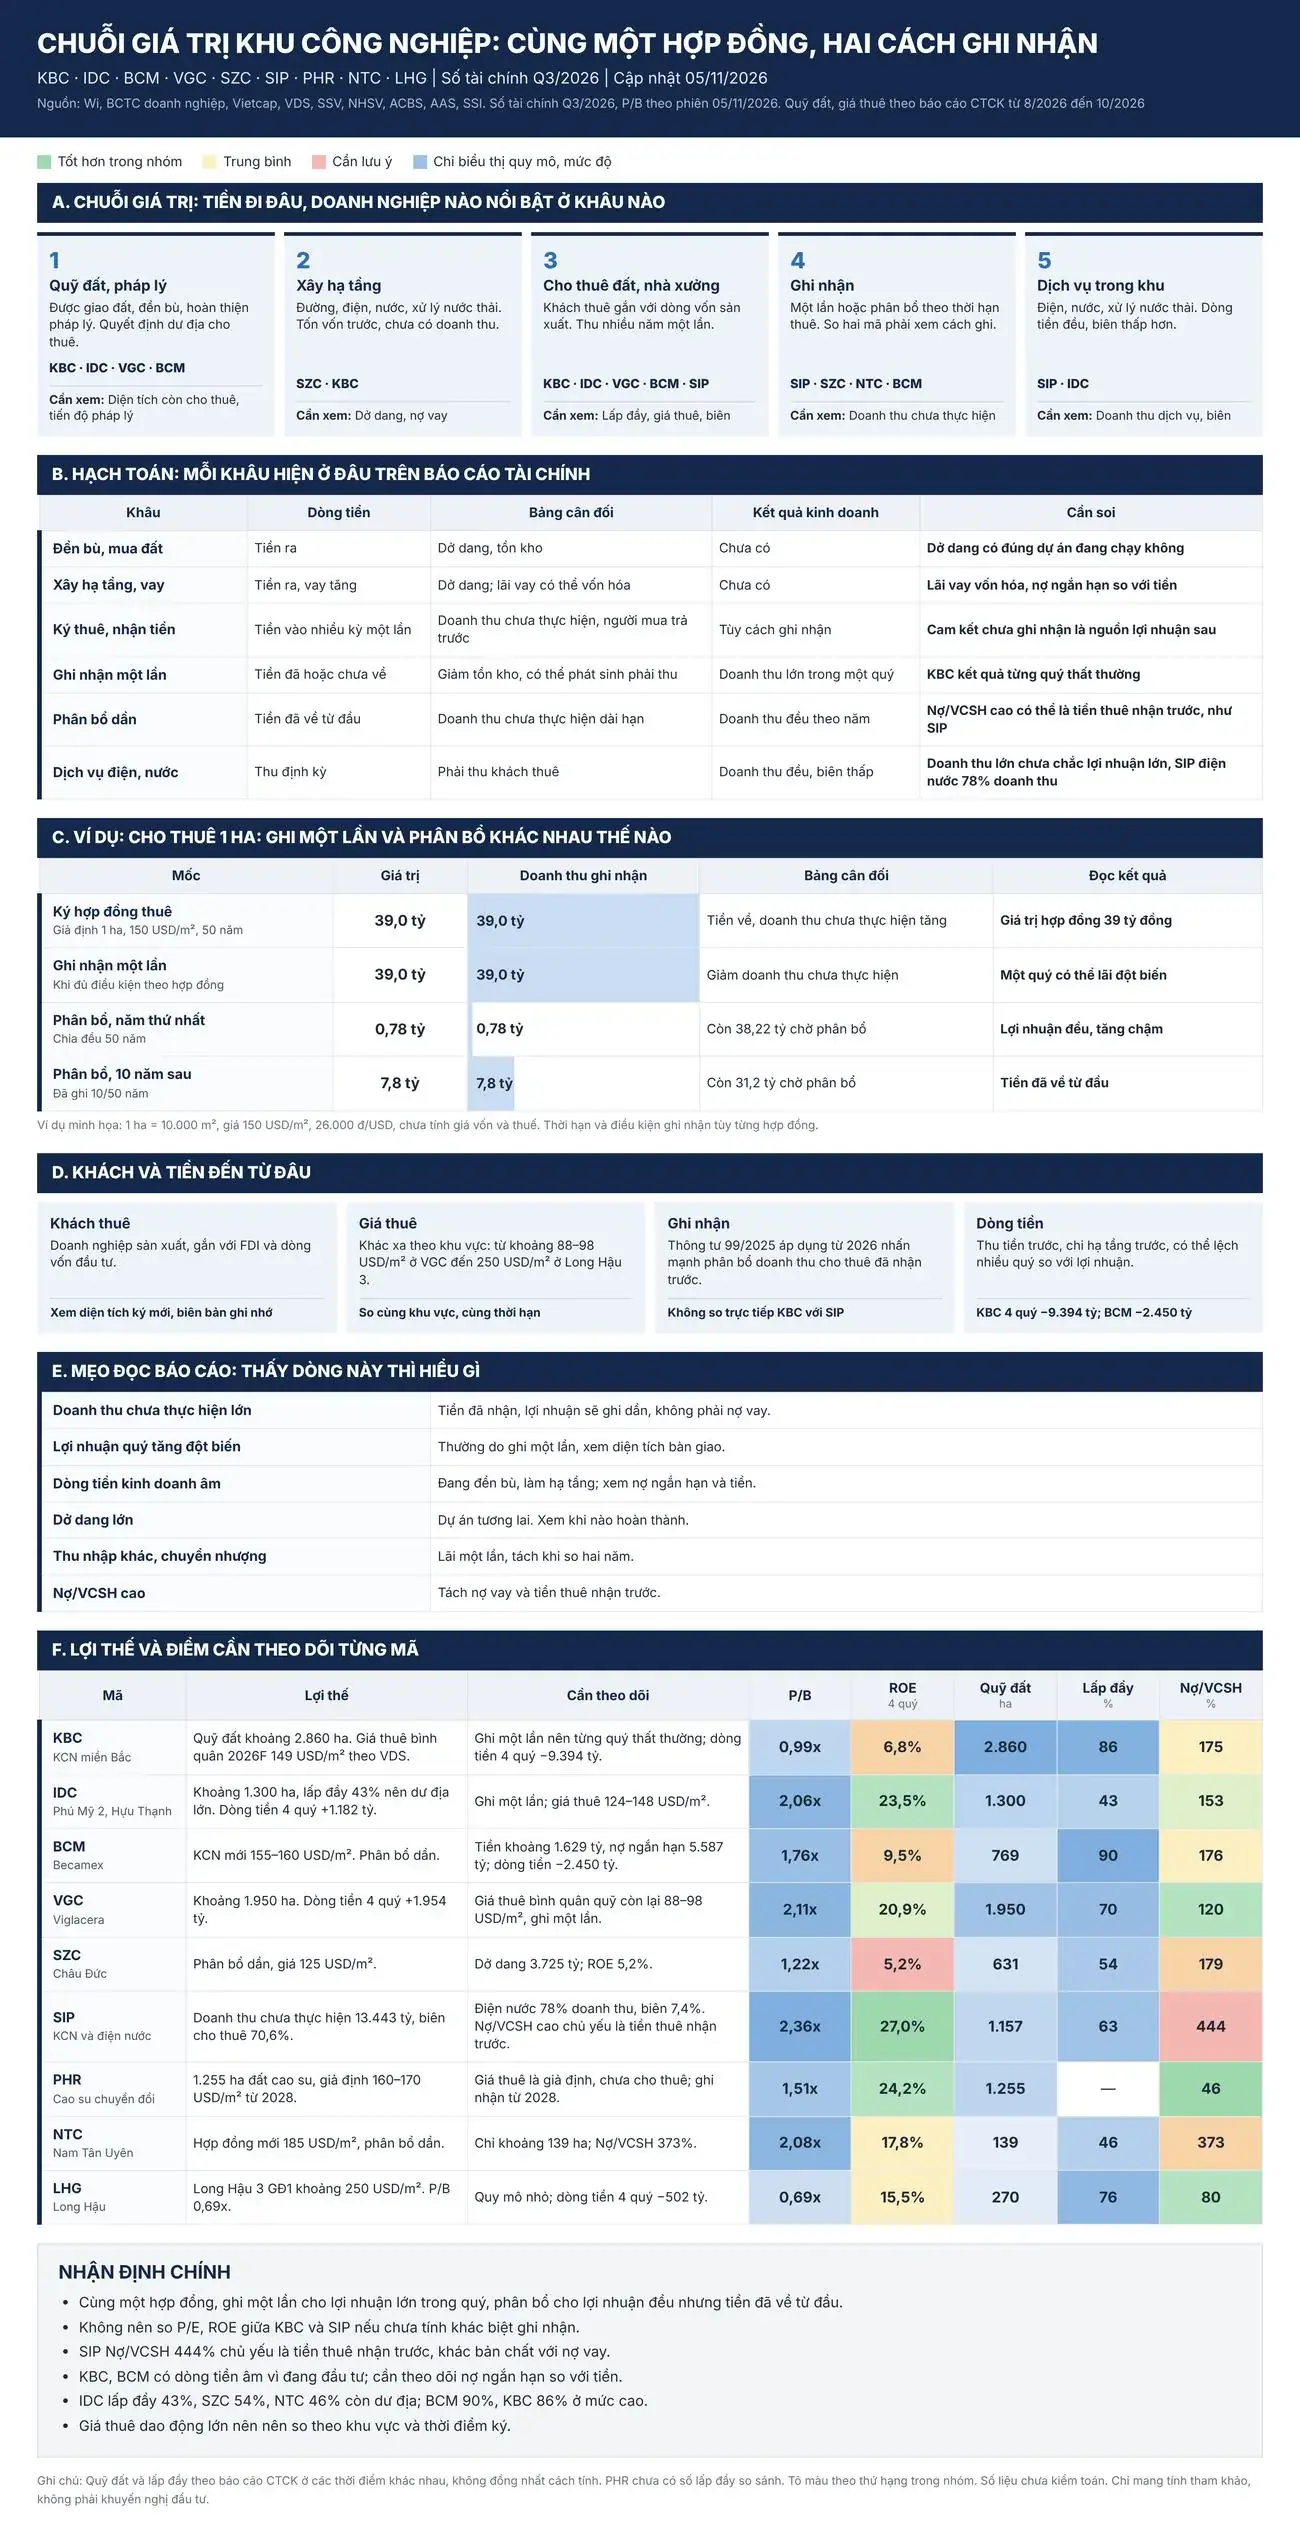 CHUỖI GIÁ TRỊ KHU CÔNG NGHIỆP: CÙNG MỘT HỢP ĐỒNG, HAI CÁCH GHI NHẬN
KBC · IDC · BCM · VGC · SZC · SIP · PHR · NTC · LHG | Số tài chính Q3/2026 | Cập nhật 05/11/2026
Nguồn: Wi, BCTC doanh nghiệp, Vietcap, VDS, SSV, NHSV, ACBS, AAS, SSI. Số tài chính Q3/2026, P/B theo phiên 05/11/2026. Quỹ đất, giá thuê theo báo cáo CTCK từ 8/2026 đến 10/2026
Tốt hơn trong nhóm
Trung bình
Cần lưu ý
Chỉ biểu thị quy mô, mức độ
A. CHUỖI GIÁ TRỊ: TIỀN ĐI ĐÂU, DOANH NGHIỆP NÀO NỔI BẬT Ở KHÂU NÀO
1
Quỹ đất, pháp lý
Được giao đất, đền bù, hoàn thiện
pháp lý. Quyết định dư địa cho
thuê.
KBC · IDC · VGC · BCM
Cần xem: Diện tích còn cho thuê,
tiến độ pháp lý
2
Xây hạ tầng
Đường, điện, nước, xử lý nước thải.
Tốn vốn trước, chưa có doanh thu.
SZC · KBC
Cần xem: Dở dang, nợ vay
3
Cho thuê đất, nhà xưởng
Khách thuê gắn với dòng vốn sản
xuất. Thu nhiều năm một lần.
KBC · IDC · VGC · BCM · SIP
Cần xem: Lấp đầy, giá thuê, biên
4
Ghi nhận
Một lần hoặc phân bổ theo thời hạn
thuê. So hai mã phải xem cách ghi.
SIP · SZC · NTC · BCM
Cần xem: Doanh thu chưa thực hiện
5
Dịch vụ trong khu
Điện, nước, xử lý nước thải. Dòng
tiền đều, biên thấp hơn.
SIP · IDC
Cần xem: Doanh thu dịch vụ, biên
B. HẠCH TOÁN: MỖI KHÂU HIỆN Ở ĐÂU TRÊN BÁO CÁO TÀI CHÍNH
Khâu
Dòng tiền
Bảng cân đối
Kết quả kinh doanh
Cần soi
Đền bù, mua đất
Tiền ra
Dở dang, tồn kho
Chưa có
Dở dang có đúng dự án đang chạy không
Xây hạ tầng, vay
Tiền ra, vay tăng
Dở dang; lãi vay có thể vốn hóa
Chưa có
Lãi vay vốn hóa, nợ ngắn hạn so với tiền
Ký thuê, nhận tiền
Tiền vào nhiều kỳ một lần
Doanh thu chưa thực hiện, người mua trả
trước
Tùy cách ghi nhận
Cam kết chưa ghi nhận là nguồn lợi nhuận sau
Ghi nhận một lần
Tiền đã hoặc chưa về
Giảm tồn kho, có thể phát sinh phải thu
Doanh thu lớn trong một quý
KBC kết quả từng quý thất thường
Phân bổ dần
Tiền đã về từ đầu
Doanh thu chưa thực hiện dài hạn
Doanh thu đều theo năm
Nợ/VCSH cao có thể là tiền thuê nhận trước, như
SIP
Dịch vụ điện, nước
Thu định kỳ
Phải thu khách thuê
Doanh thu đều, biên thấp
Doanh thu lớn chưa chắc lợi nhuận lớn, SIP điện
nước 78% doanh thu
C. VÍ DỤ: CHO THUÊ 1 HA: GHI MỘT LẦN VÀ PHÂN BỔ KHÁC NHAU THẾ NÀO
Mốc
Giá trị
Doanh thu ghi nhận
Bảng cân đối
Đọc kết quả
Ký hợp đồng thuê
Giả định 1 ha, 150 USD/m², 50 năm
39,0 tỷ
39,0 tỷ
Tiền về, doanh thu chưa thực hiện tăng
Giá trị hợp đồng 39 tỷ đồng
Ghi nhận một lần
Khi đủ điều kiện theo hợp đồng
39,0 tỷ
39,0 tỷ
Giảm doanh thu chưa thực hiện
Một quý có thể lãi đột biến
Phân bổ, năm thứ nhất
Chia đều 50 năm
0,78 tỷ
0,78 tỷ
Còn 38,22 tỷ chờ phân bổ
Lợi nhuận đều, tăng chậm
Phân bổ, 10 năm sau
Đã ghi 10/50 năm
7,8 tỷ
7,8 tỷ
Còn 31,2 tỷ chờ phân bổ
Tiền đã về từ đầu
Ví dụ minh họa: 1 ha = 10.000 m², giá 150 USD/m², 26.000 đ/USD, chưa tính giá vốn và thuế. Thời hạn và điều kiện ghi nhận tùy từng hợp đồng.
D. KHÁCH VÀ TIỀN ĐẾN TỪ ĐÂU
Khách thuê
Doanh nghiệp sản xuất, gắn với FDI và dòng
vốn đầu tư.
Xem diện tích ký mới, biên bản ghi nhớ
Giá thuê
Khác xa theo khu vực: từ khoảng 88–98
USD/m² ở VGC đến 250 USD/m² ở Long Hậu
3.
So cùng khu vực, cùng thời hạn
Ghi nhận
Thông tư 99/2025 áp dụng từ 2026 nhấn
mạnh phân bổ doanh thu cho thuê đã nhận
trước.
Không so trực tiếp KBC với SIP
Dòng tiền
Thu tiền trước, chi hạ tầng trước, có thể lệch
nhiều quý so với lợi nhuận.
KBC 4 quý −9.394 tỷ; BCM −2.450 tỷ
E. MẸO ĐỌC BÁO CÁO: THẤY DÒNG NÀY THÌ HIỂU GÌ
Doanh thu chưa thực hiện lớn
Tiền đã nhận, lợi nhuận sẽ ghi dần, không phải nợ vay.
Lợi nhuận quý tăng đột biến
Thường do ghi một lần, xem diện tích bàn giao.
Dòng tiền kinh doanh âm
Đang đền bù, làm hạ tầng; xem nợ ngắn hạn và tiền.
Dở dang lớn
Dự án tương lai. Xem khi nào hoàn thành.
Thu nhập khác, chuyển nhượng
Lãi một lần, tách khi so hai năm.
Nợ/VCSH cao
Tách nợ vay và tiền thuê nhận trước.
F. LỢI THẾ VÀ ĐIỂM CẦN THEO DÕI TỪNG MÃ
Mã
Lợi thế
Cần theo dõi
P/B
ROE
4 quý
Quỹ đất
ha
Lấp đầy
%
Nợ/VCSH
%
KBC
KCN miền Bắc
Quỹ đất khoảng 2.860 ha. Giá thuê bình
quân 2026F 149 USD/m² theo VDS.
Ghi một lần nên từng quý thất thường; dòng
tiền 4 quý −9.394 tỷ.
0,99x
6,8%
2.860
86
175
IDC
Phú Mỹ 2, Hựu Thạnh
Khoảng 1.300 ha, lấp đầy 43% nên dư địa
lớn. Dòng tiền 4 quý +1.182 tỷ.
Ghi một lần; giá thuê 124–148 USD/m².
2,06x
23,5%
1.300
43
153
BCM
Becamex
KCN mới 155–160 USD/m². Phân bổ dần.
Tiền khoảng 1.629 tỷ, nợ ngắn hạn 5.587
tỷ; dòng tiền −2.450 tỷ.
1,76x
9,5%
769
90
176
VGC
Viglacera
Khoảng 1.950 ha. Dòng tiền 4 quý +1.954
tỷ.
Giá thuê bình quân quỹ còn lại 88–98
USD/m², ghi một lần.
2,11x
20,9%
1.950
70
120
SZC
Châu Đức
Phân bổ dần, giá 125 USD/m².
Dở dang 3.725 tỷ; ROE 5,2%.
1,22x
5,2%
631
54
179
SIP
KCN và điện nước
Doanh thu chưa thực hiện 13.443 tỷ, biên
cho thuê 70,6%.
Điện nước 78% doanh thu, biên 7,4%.
Nợ/VCSH cao chủ yếu là tiền thuê nhận
trước.
2,36x
27,0%
1.157
63
444
PHR
Cao su chuyển đổi
1.255 ha đất cao su, giả định 160–170
USD/m² từ 2028.
Giá thuê là giả định, chưa cho thuê; ghi
nhận từ 2028.
1,51x
24,2%
1.255
—
46
NTC
Nam Tân Uyên
Hợp đồng mới 185 USD/m², phân bổ dần.
Chỉ khoảng 139 ha; Nợ/VCSH 373%.
2,08x
17,8%
139
46
373
LHG
Long Hậu
Long Hậu 3 GĐ1 khoảng 250 USD/m². P/B
0,69x.
Quy mô nhỏ; dòng tiền 4 quý −502 tỷ.
0,69x
15,5%
270
76
80
NHẬN ĐỊNH CHÍNH
• Cùng một hợp đồng, ghi một lần cho lợi nhuận lớn trong quý, phân bổ cho lợi nhuận đều nhưng tiền đã về từ đầu.
• Không nên so P/E, ROE giữa KBC và SIP nếu chưa tính khác biệt ghi nhận.
• SIP Nợ/VCSH 444% chủ yếu là tiền thuê nhận trước, khác bản chất với nợ vay.
• KBC, BCM có dòng tiền âm vì đang đầu tư; cần theo dõi nợ ngắn hạn so với tiền.
• IDC lấp đầy 43%, SZC 54%, NTC 46% còn dư địa; BCM 90%, KBC 86% ở mức cao.
• Giá thuê dao động lớn nên nên so theo khu vực và thời điểm ký.
Ghi chú: Quỹ đất và lấp đầy theo báo cáo CTCK ở các thời điểm khác nhau, không đồng nhất cách tính. PHR chưa có số lấp đầy so sánh. Tô màu theo thứ hạng trong nhóm. Số liệu chưa kiểm toán. Chỉ mang tính tham khảo,
không phải khuyến nghị đầu tư.